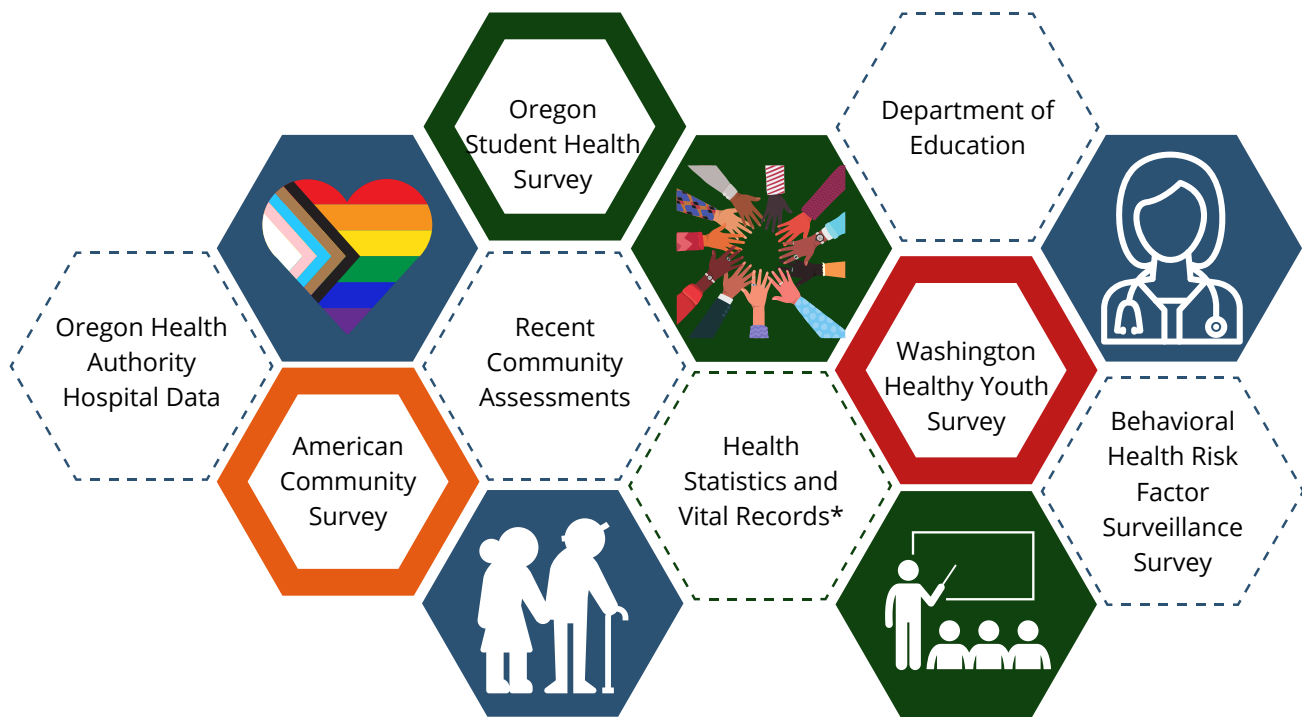 Oregon
Student Health
Survey
Department of
Education
Oregon Health
Authority
Hospital Data
Recent
Community
Assessments
Washington
Healthy Youth
Survey
American
Community
Survey
Health
Statistics and
Vital Records*
Behavioral
Health Risk
Factor
Surveillance
Survey